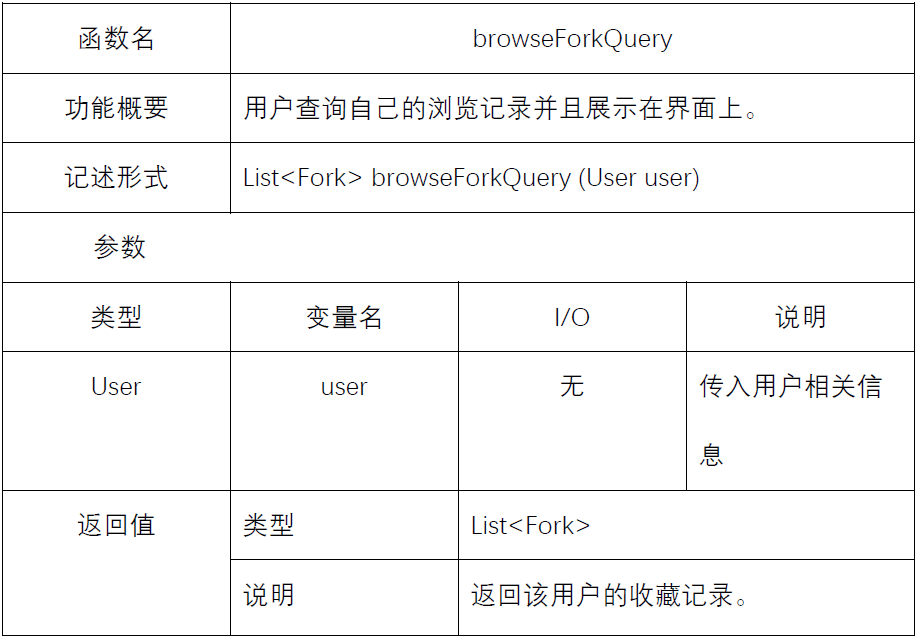 函数名 browseForkQuery
功能概要 用户查询自己的浏览记录并且展示在界面上。
记述形式 List<Fork> browseForkQuery (User user)
参数
类型 变量名 I/O 说明
User user 无 传入用户相关信
息
返回值 类型 List<Fork>
说明 返回该用户的收藏记录。